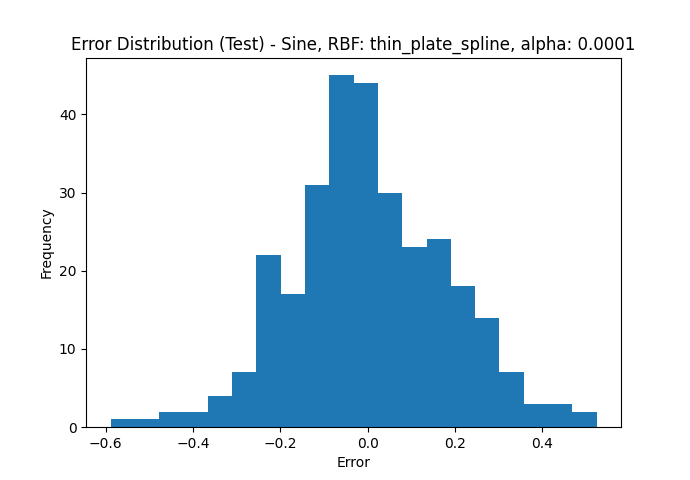 Error Distribution (Test) - Sine, RBF: thin_plate_spline, alpha: 0.0001
Frequency
40
30
20
10
0
−0.6 −0.4 −0.2 0.0 0.2 0.4
Error